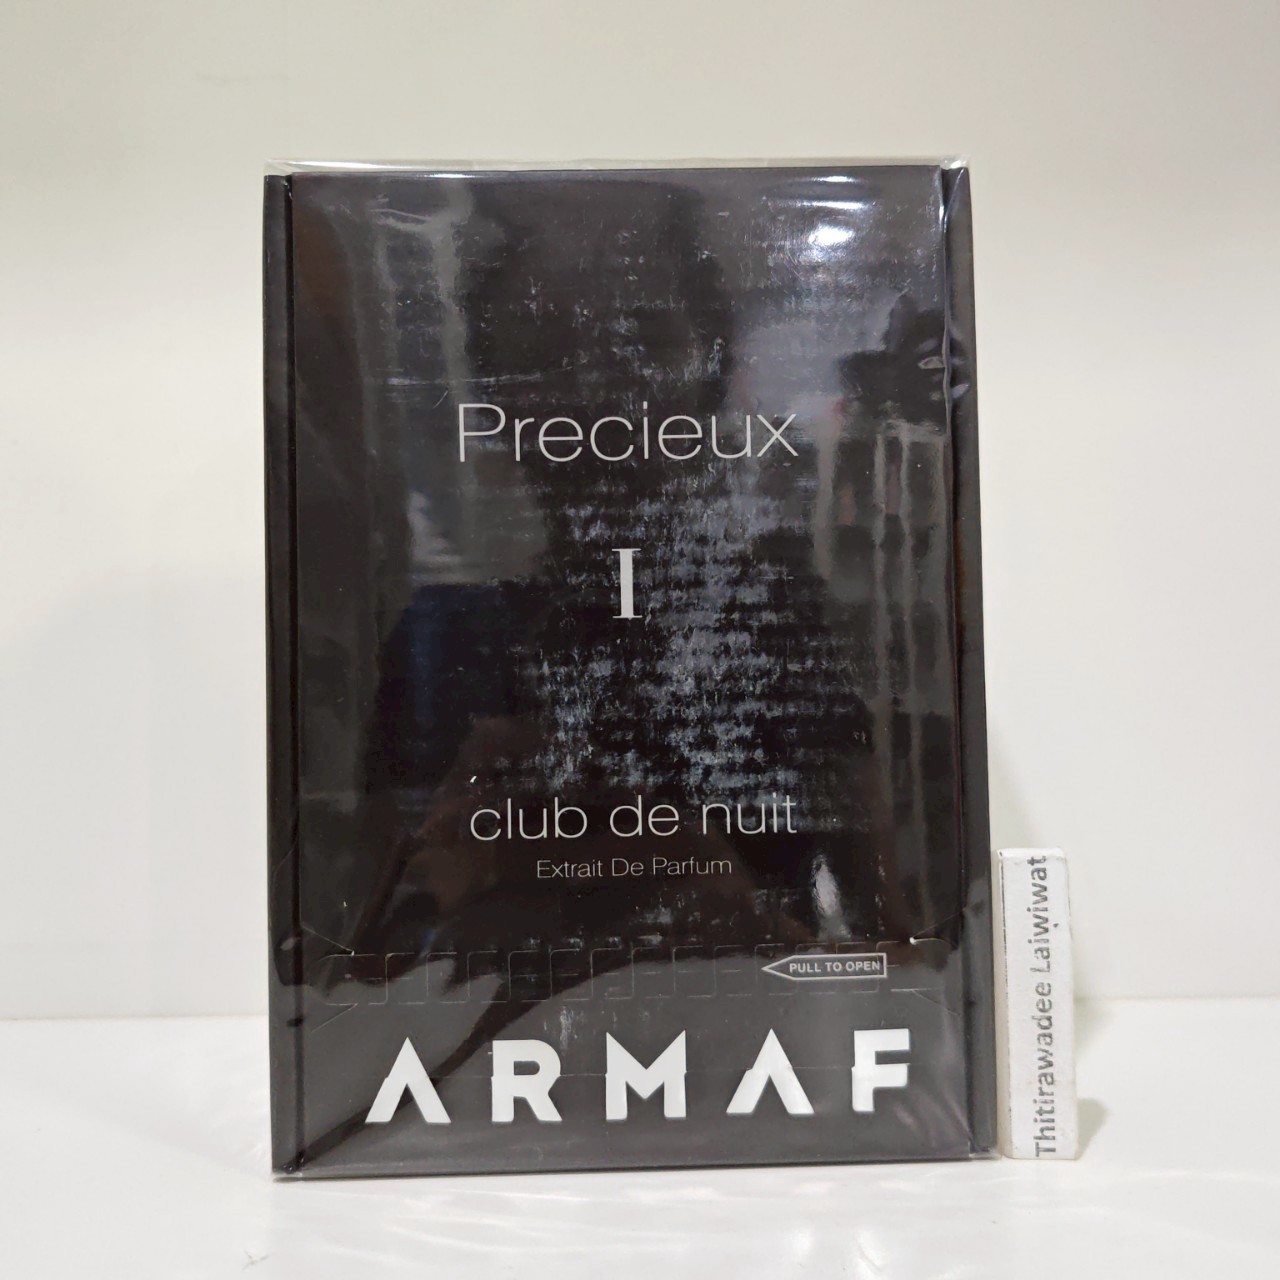 Precieux
I
club de nuit
Extrait De Parfum
PULL TO OPEN
ARMAF
Thitirawadee Laiwiwat